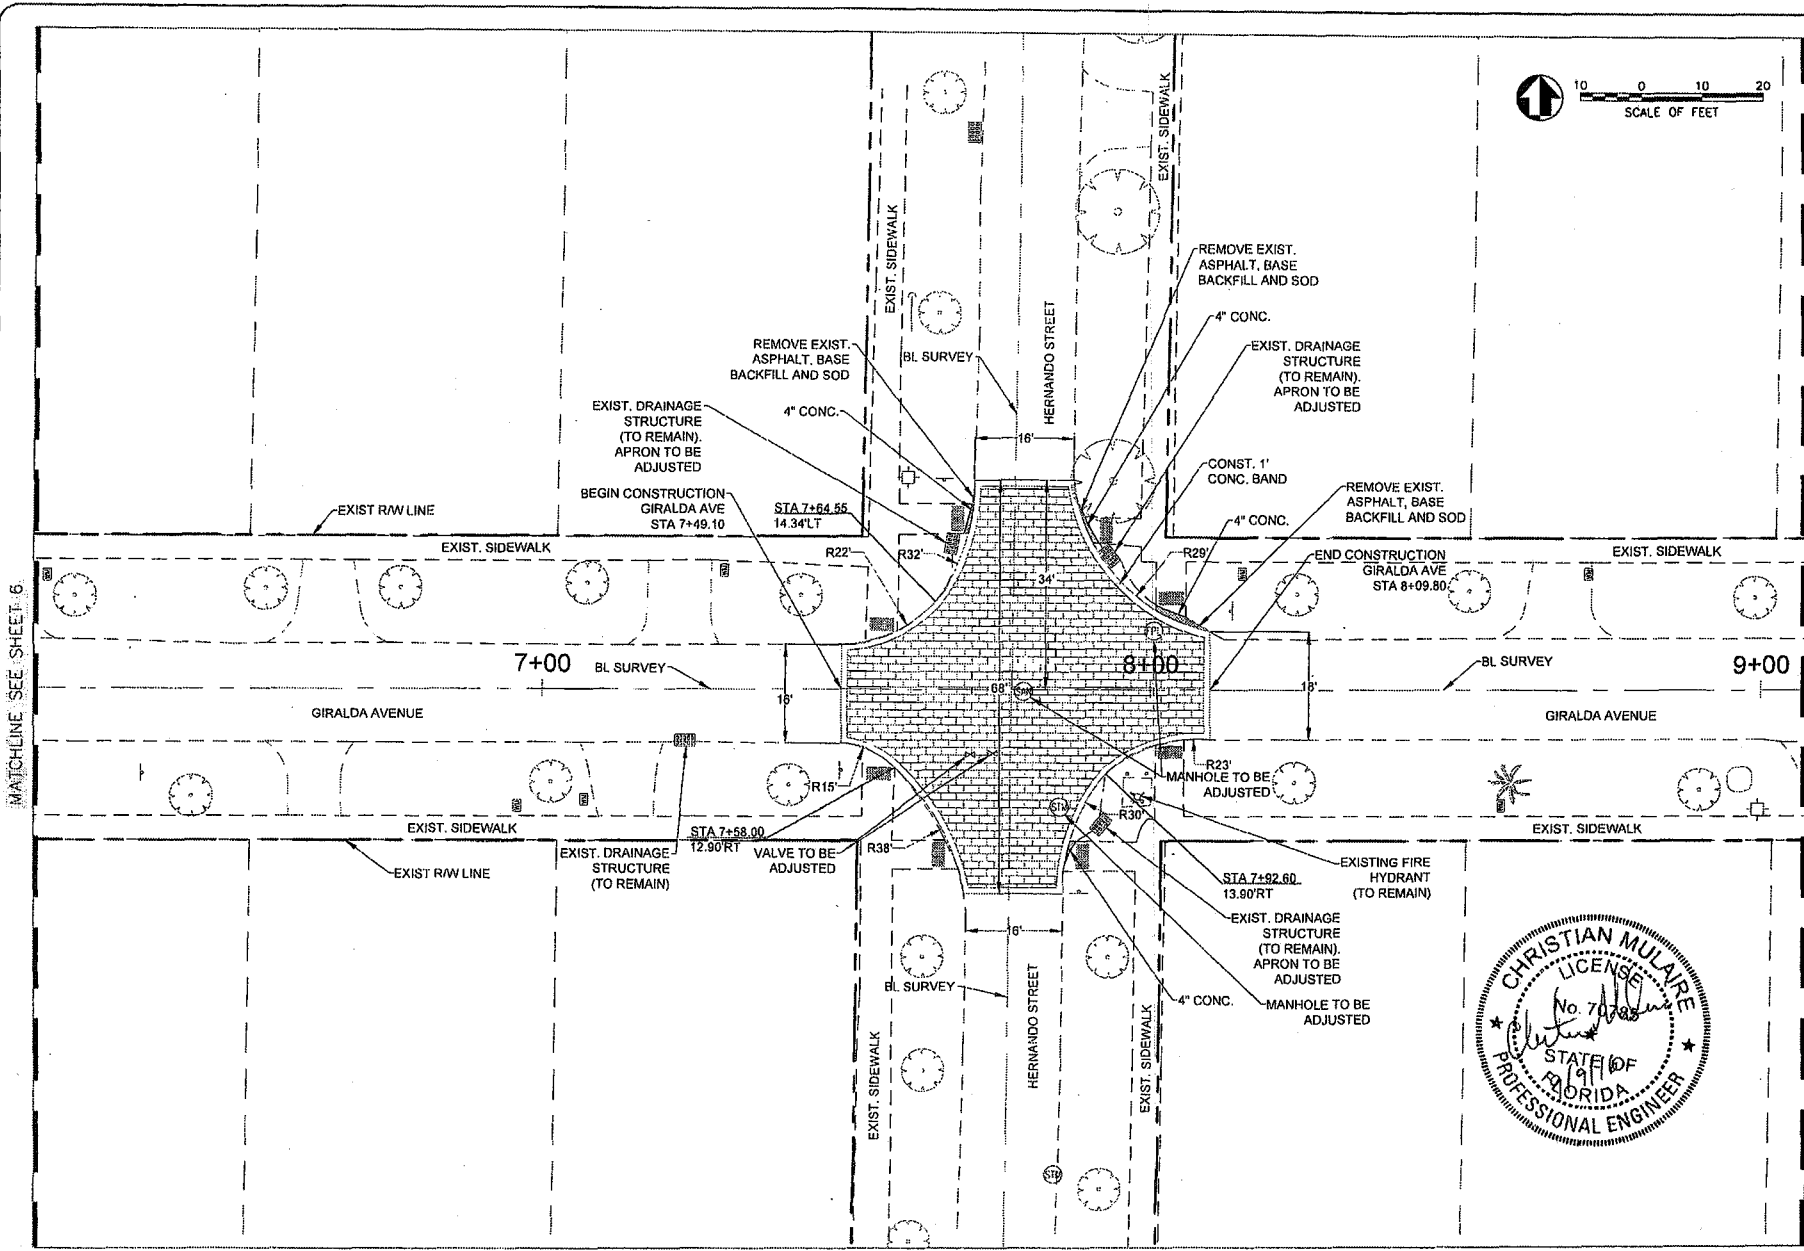 10 0 10 20
SCALE OF FEET
EXIST. SIDEWALK
EXIST. SIDEWALK
HERNANDO STREET
BL SURVEY
REMOVE EXIST.
ASPHALT, BASE
BACKFILL AND SOD
4" CONC.
EXIST. DRAINAGE
STRUCTURE
(TO REMAIN).
APRON TO BE
ADJUSTED
REMOVE EXIST.
ASPHALT, BASE
BACKFILL AND SOD
4" CONC.
EXIST. DRAINAGE
STRUCTURE
(TO REMAIN).
APRON TO BE
ADJUSTED
16'
CONST. 1'
CONC. BAND
REMOVE EXIST.
ASPHALT, BASE
BACKFILL AND SOD
4" CONC.
BEGIN CONSTRUCTION
GIRALDA AVE
STA 7+49.10
STA 7+64.55
14.34'LT
EXIST R/W LINE
EXIST. SIDEWALK
R22'
R32'
34'
R29'
END CONSTRUCTION
GIRALDA AVE
STA 8+09.80
EXIST. SIDEWALK
MATCHLINE SEE SHEET 6
7+00
BL SURVEY
8+00
BL SURVEY
9+00
16'
68'
SAN
18'
GIRALDA AVENUE
GIRALDA AVENUE
R15'
R23'
MANHOLE TO BE
ADJUSTED
R30'
R38'
EXIST. SIDEWALK
EXIST. SIDEWALK
STA 7+58.00
12.90'RT
EXIST. DRAINAGE
STRUCTURE
(TO REMAIN)
VALVE TO BE
ADJUSTED
EXIST R/W LINE
EXISTING FIRE
HYDRANT
(TO REMAIN)
STA 7+92.60
13.90'RT
EXIST. DRAINAGE
STRUCTURE
(TO REMAIN).
APRON TO BE
ADJUSTED
MANHOLE TO BE
ADJUSTED
4" CONC.
16'
BL SURVEY
HERNANDO STREET
EXIST. SIDEWALK
EXIST. SIDEWALK
CHRISTIAN MULAIRE
LICENSE
STATE OF
FLORIDA
PROFESSIONAL ENGINEER